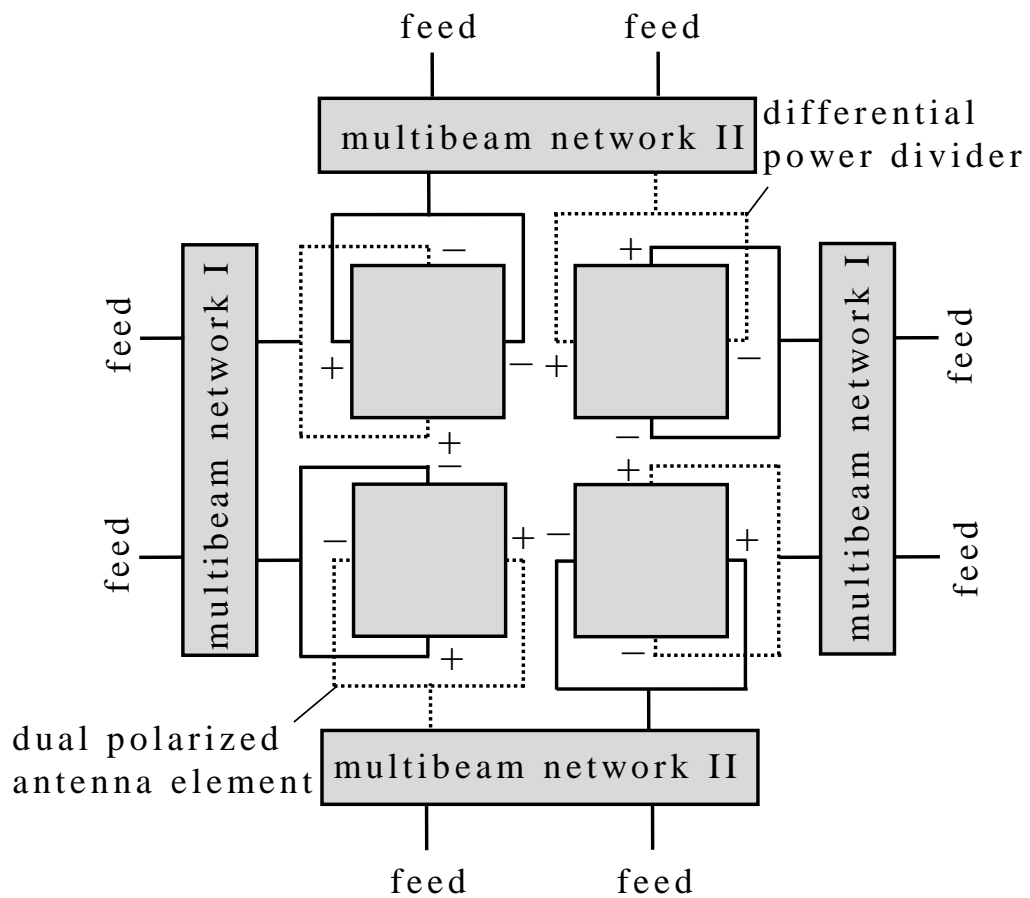 feed feed
multibeam network II
differential
power divider
− +
multibeam network I
multibeam network I
feed
feed
+ − + −
+ −
− +
− + − +
feed
feed
+ −
dual polarized
antenna element
multibeam network II
feed feed